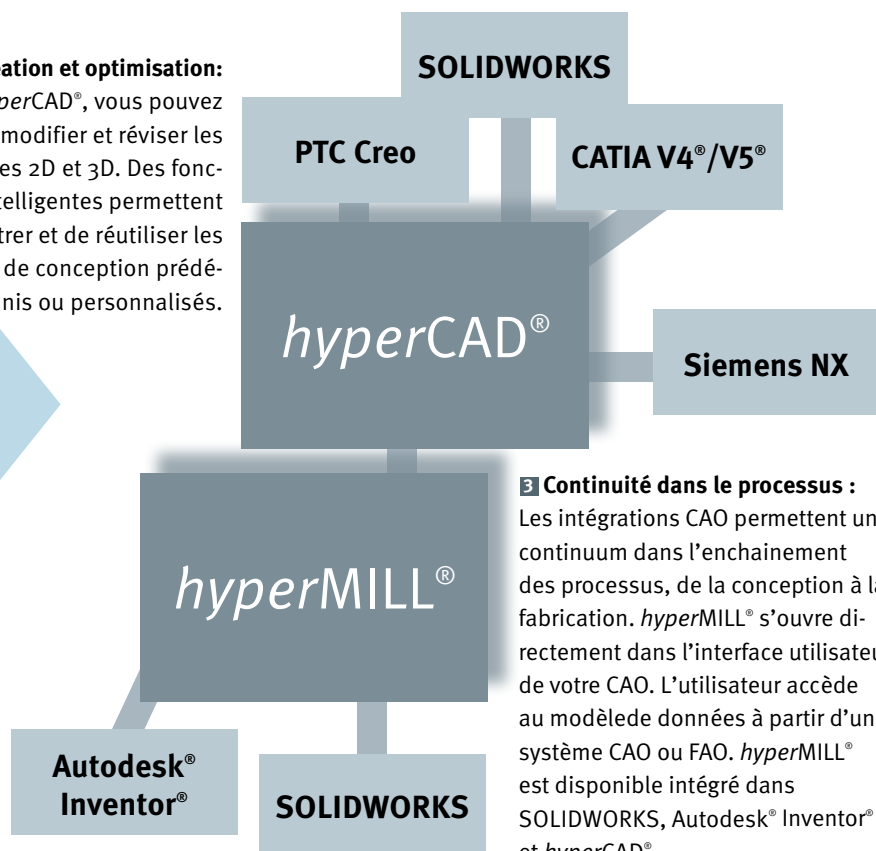 SOLIDWORKS
ation et optimisation:
perCAD®, vous pouvez
modifier et réviser les
es 2D et 3D. Des fonc-
telligentes permettent
trer et de réutiliser les
de conception prédé-
nis ou personnalisés.
PTC Creo
CATIA V4®/V5®
hyperCAD®
Siemens NX
hyperMILL®
3 Continuité dans le processus :
Les intégrations CAO permettent un
continuum dans l’enchainement
des processus, de la conception à la
fabrication. hyperMILL® s’ouvre di-
rectement dans l’interface utilisateu
de votre CAO. L’utilisateur accède
au modèlede données à partir d’un
système CAO ou FAO. hyperMILL®
est disponible intégré dans
SOLIDWORKS, Autodesk® Inventor®
et hyperCAD®
Autodesk®
Inventor®
SOLIDWORKS